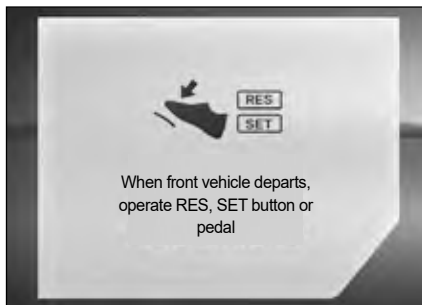 RES
SET
When front vehicle departs,
operate RES, SET button or
pedal